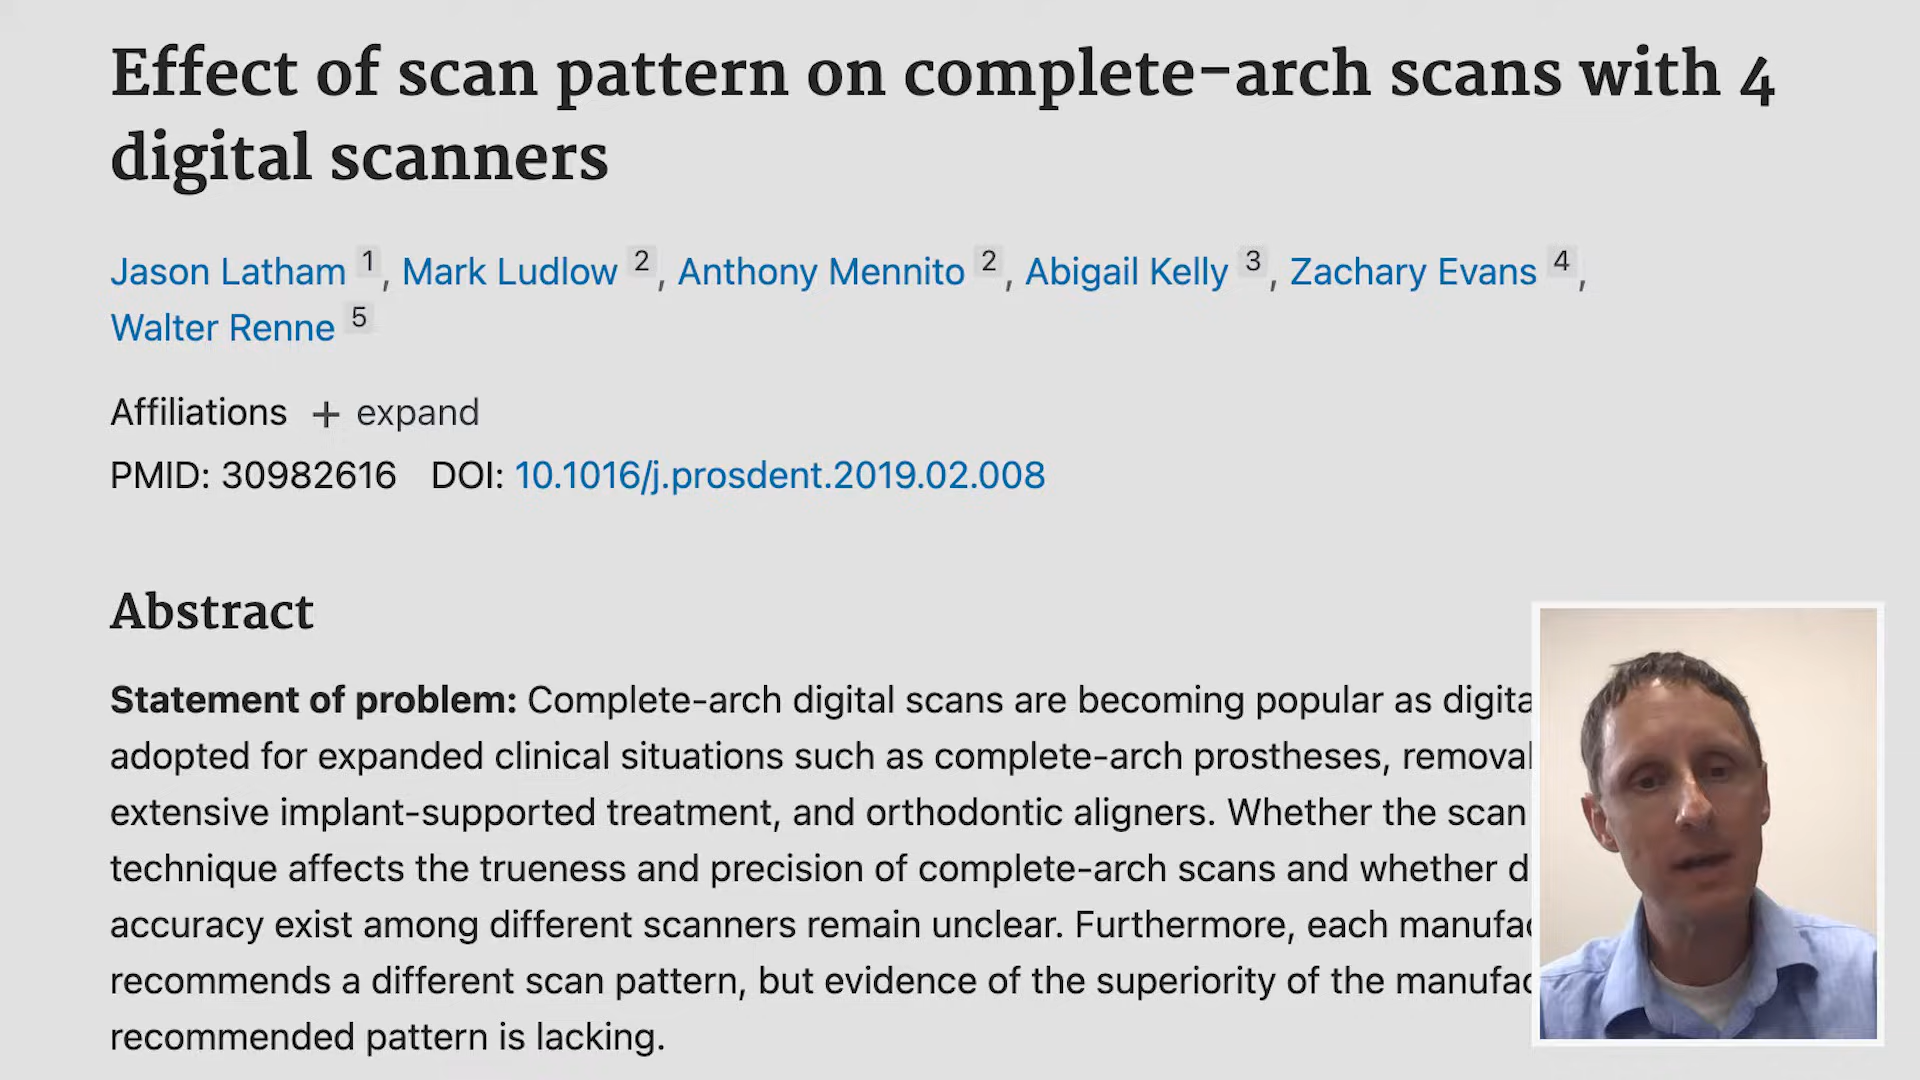 Effect of scan pattern on complete-arch scans with 4
digital scanners
Jason Latham 1, Mark Ludlow 2, Anthony Mennito 2, Abigail Kelly 3, Zachary Evans 4,
Walter Renne 5
Affiliations + expand
PMID: 30982616 DOI: 10.1016/j.prosdent.2019.02.008
Abstract
Statement of problem: Complete-arch digital scans are becoming popular as
adopted for expanded clinical situations such as complete-arch prostheses,
extensive implant-supported treatment, and orthodontic aligners. Whether the scan
technique affects the trueness and precision of complete-arch scans and whether
accuracy exist among different scanners remain unclear. Furthermore, each
recommends a different scan pattern, but evidence of the superiority of the
recommended pattern is lacking.